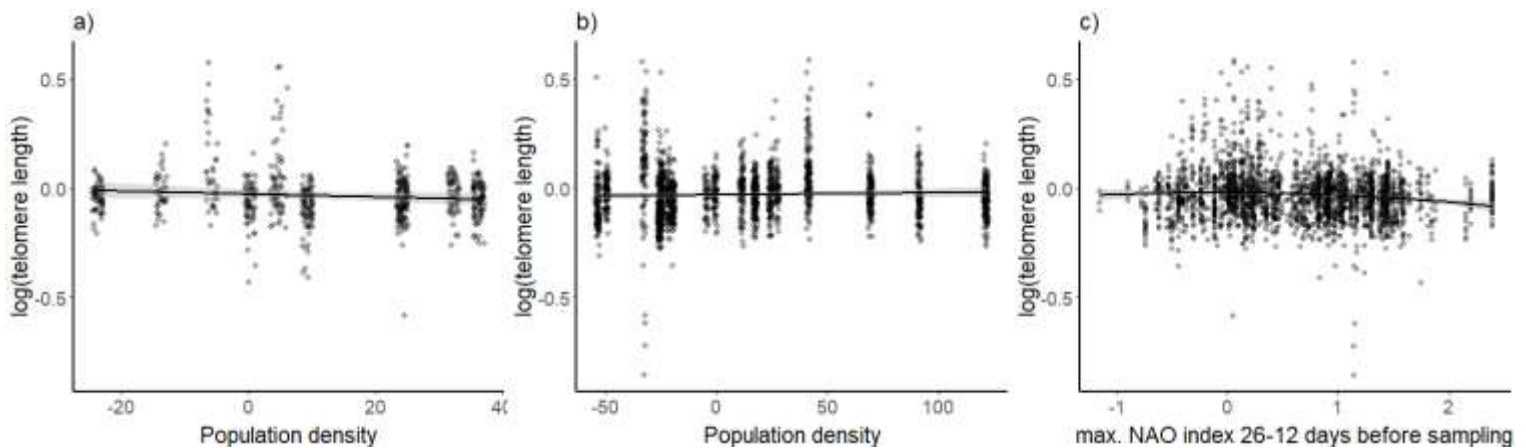 a)
log(telomere length)
0.5
0.0
-0.5
-20
0
20
40
Population density
b)
log(telomere length)
0.5
0.0
-0.5
-50
0
50
100
Population density
c)
log(telomere length)
0.5
0.0
-0.5
-1
0
1
2
max. NAO index 26-12 days before sampling